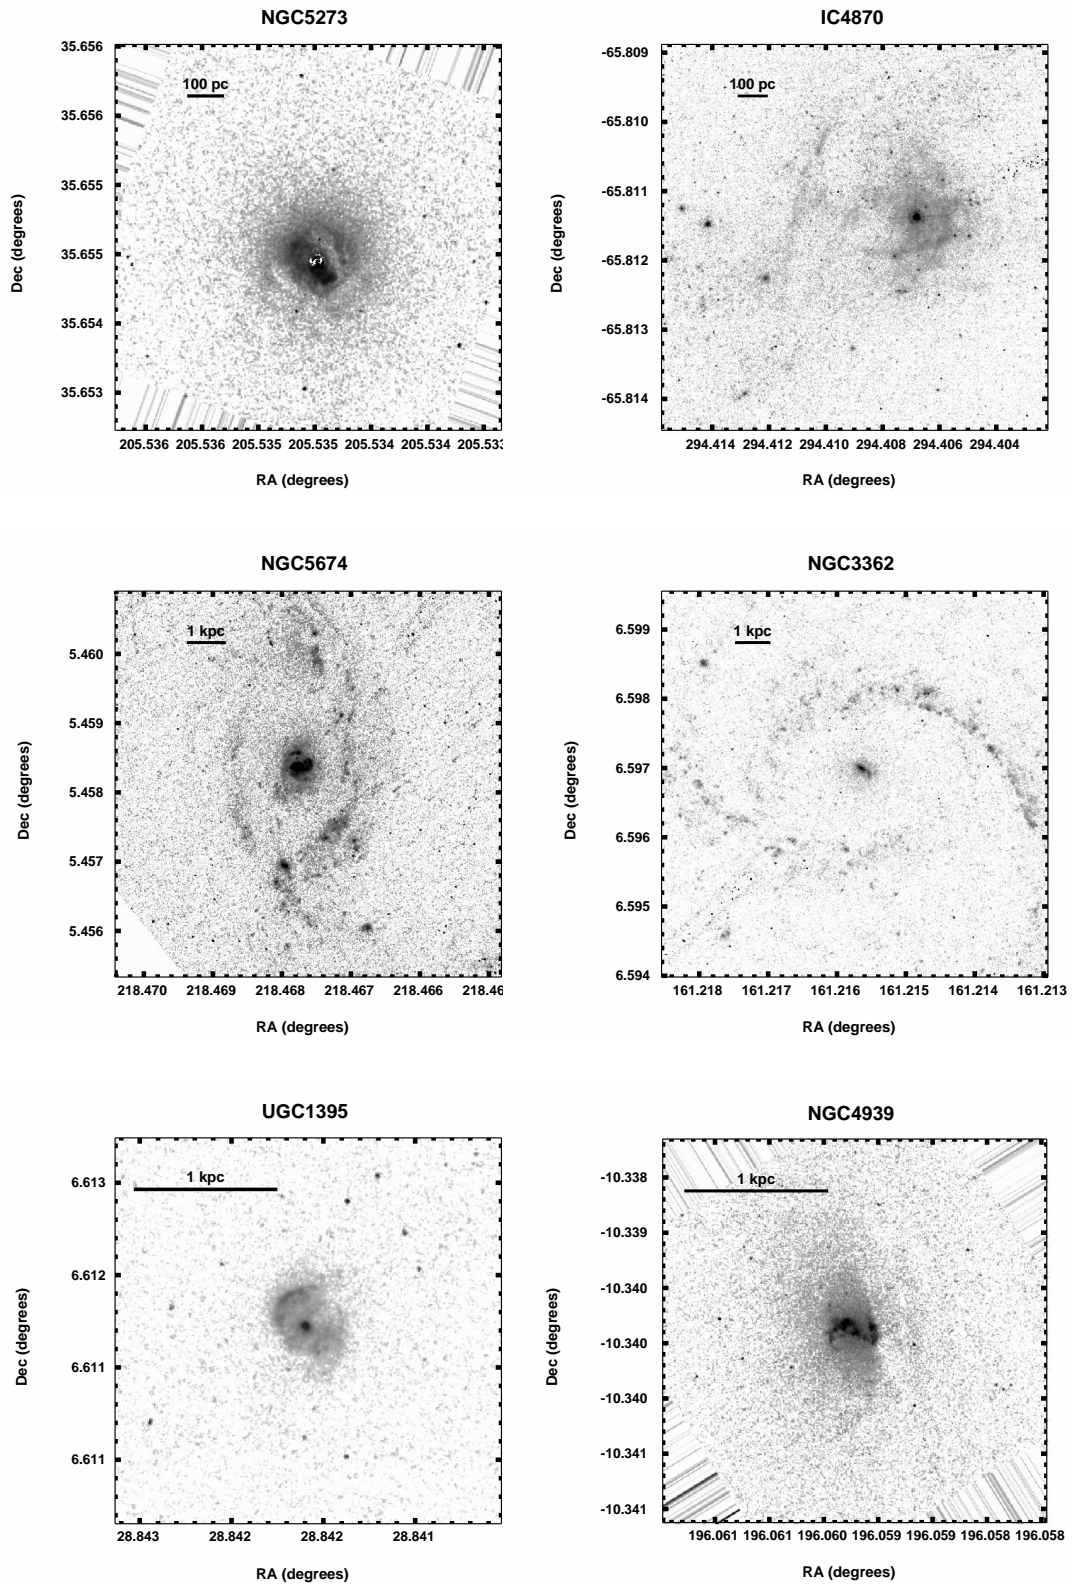 NGC5273
IC4870
35.656
35.656
35.655
35.655
35.654
35.653
Dec (degrees)
100 pc
205.536 205.536 205.535 205.535 205.534 205.534 205.533
RA (degrees)
-65.809
-65.810
-65.811
-65.812
-65.813
-65.814
Dec (degrees)
100 pc
294.414 294.412 294.410 294.408 294.406 294.404
RA (degrees)
NGC5674
NGC3362
5.460
5.459
5.458
5.457
5.456
Dec (degrees)
1 kpc
218.470 218.469 218.468 218.467 218.466 218.46
RA (degrees)
6.599
6.598
6.597
6.596
6.595
6.594
Dec (degrees)
1 kpc
161.218 161.217 161.216 161.215 161.214 161.213
RA (degrees)
UGC1395
NGC4939
6.613
6.612
6.611
6.611
Dec (degrees)
1 kpc
28.843 28.842 28.842 28.841
RA (degrees)
-10.338
-10.339
-10.340
-10.340
-10.340
-10.341
-10.341
Dec (degrees)
1 kpc
196.061 196.061 196.060 196.059 196.059 196.058 196.058
RA (degrees)